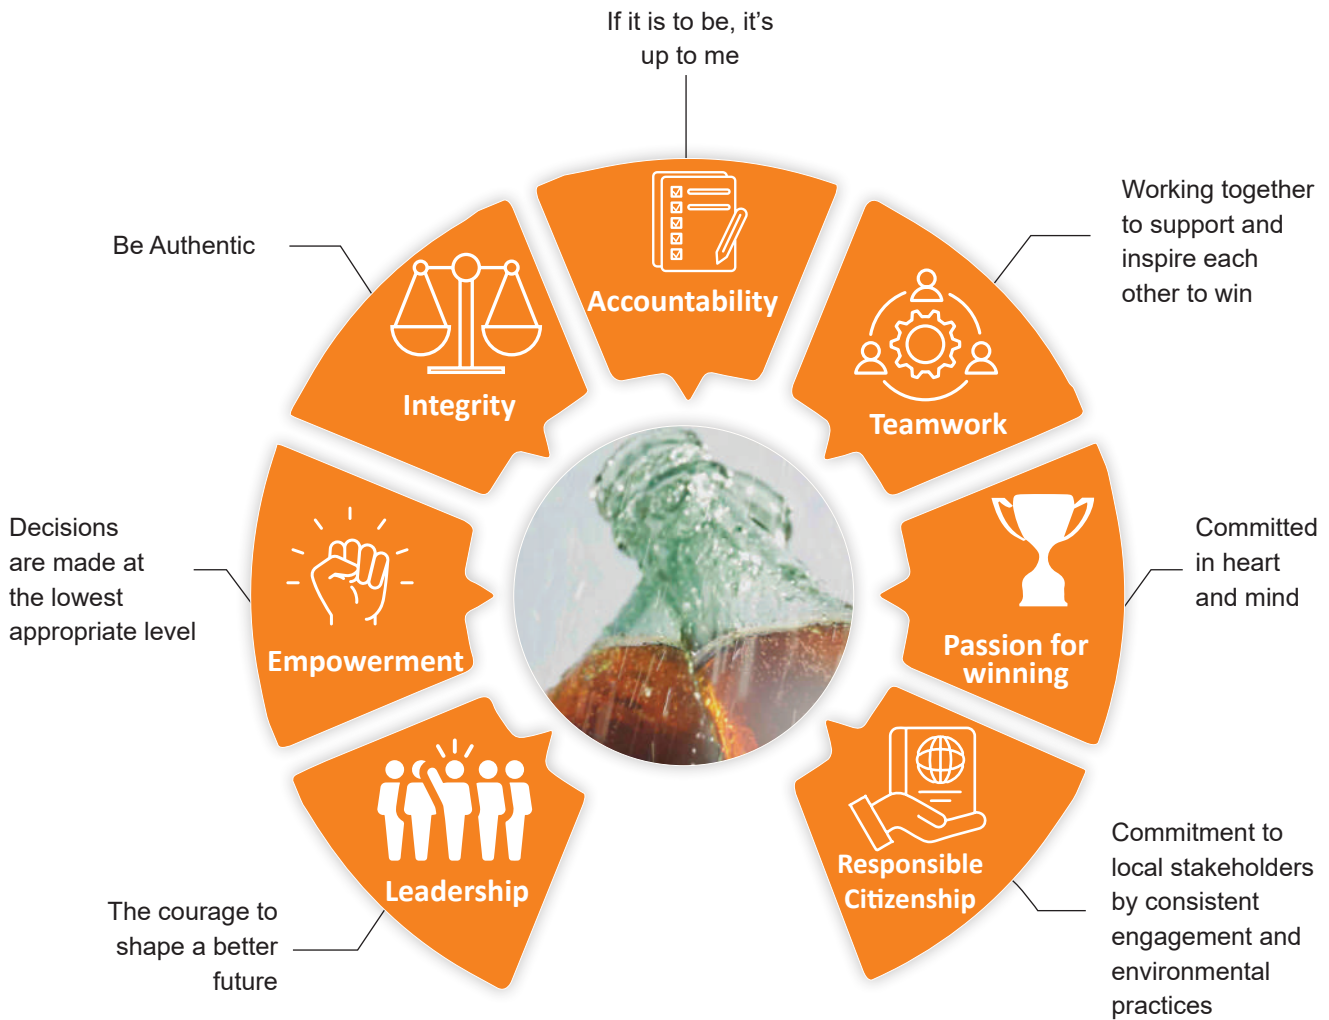 If it is to be, it’s
up to me
Accountability
Be Authentic
Integrity
Working together
to support and
inspire each
other to win
Teamwork
Decisions
are made at
the lowest
appropriate level
Empowerment
Committed
in heart
and mind
Passion for
winning
The courage to
shape a better
future
Leadership
Responsible
Citizenship
Commitment to
local stakeholders
by consistent
engagement and
environmental
practices